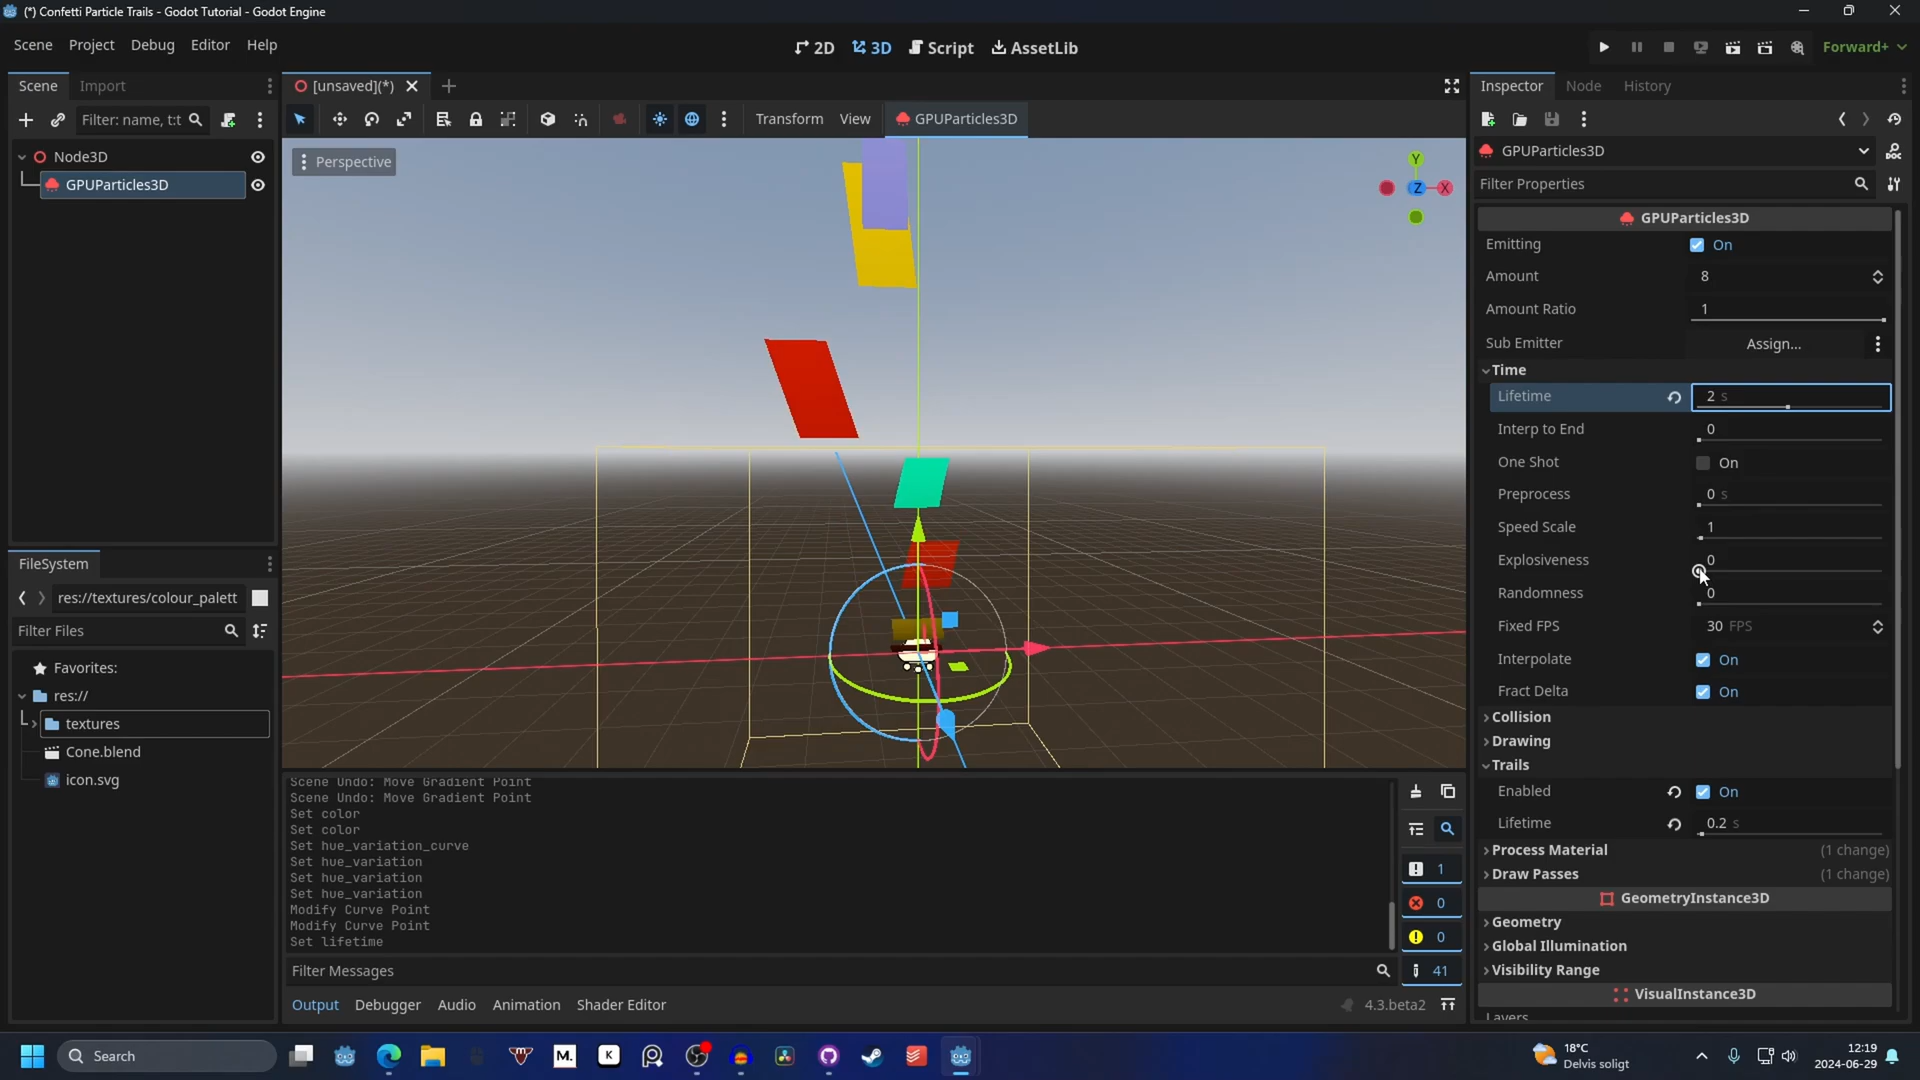 (*) Confetti Particle Trails - Godot Tutorial - Godot Engine
Scene Project Debug Editor Help
2D 3D Script AssetLib
Forward+
Scene Import
[unsaved](*)
Inspector Node History
Filter: name, t:t
Transform View GPUParticles3D
Node3D
GPUParticles3D
Perspective
Y
Z
X
GPUParticles3D
DOC
Filter Properties
GPUParticles3D
Emitting On
Amount 8
Amount Ratio 1
Sub Emitter Assign...
Time
Lifetime 2 s
Interp to End 0
One Shot On
Preprocess 0 s
Speed Scale 1
Explosiveness 0
Randomness 0
Fixed FPS 30 FPS
Interpolate On
Fract Delta On
Collision
Drawing
Trails
Enabled On
Lifetime 0.2 s
Process Material (1 change)
Draw Passes (1 change)
GeometryInstance3D
Geometry
Global Illumination
Visibility Range
VisualInstance3D
Layers
FileSystem
res://textures/colour_palett
Filter Files
Favorites:
res://
textures
Cone.blend
icon.svg
Scene Undo: Move Gradient Point
Scene Undo: Move Gradient Point
Set color
Set color
Set hue_variation_curve
Set hue_variation
Set hue_variation
Set hue_variation
Modify Curve Point
Modify Curve Point
Set lifetime
1
0
0
41
Filter Messages
Output Debugger Audio Animation Shader Editor
4.3.beta2
Search
M.
K
18°C
Delvis soligt
12:19
2024-06-29